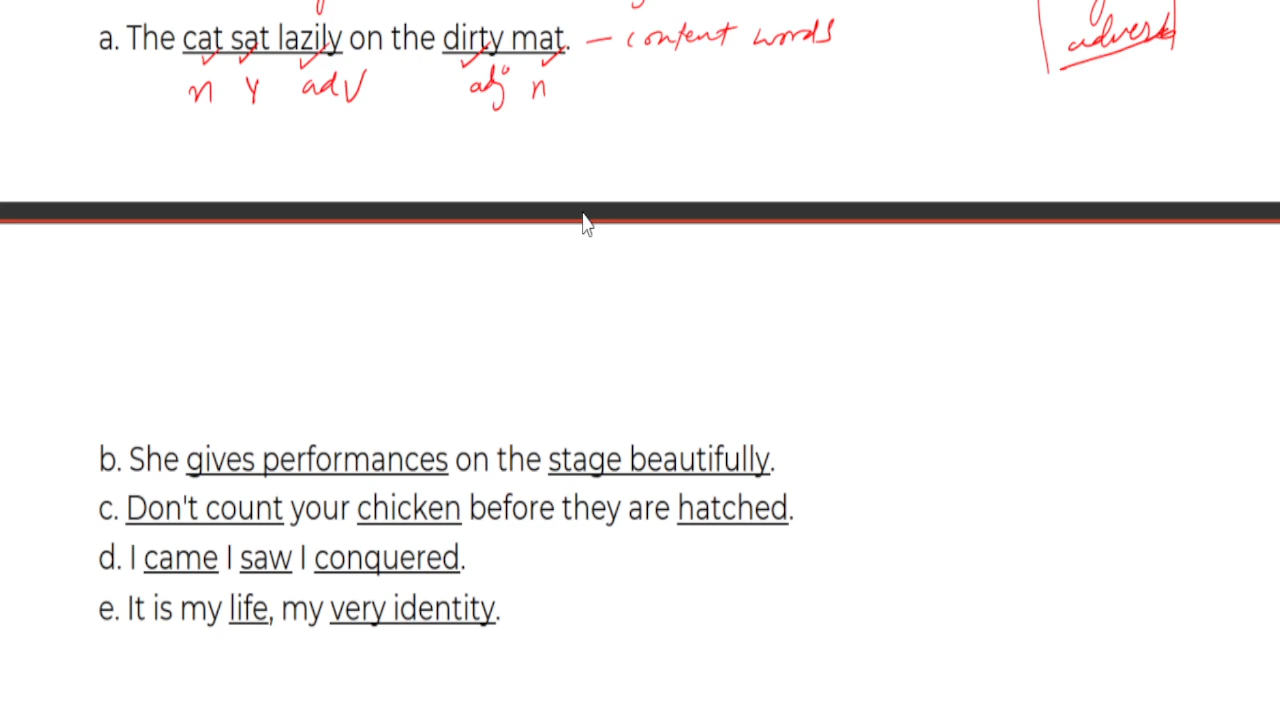 a. The cat sat lazily on the dirty mat. – content words
adverb
n v adv adj n
b. She gives performances on the stage beautifully.
c. Don't count your chicken before they are hatched.
d. I came I saw I conquered.
e. It is my life, my very identity.